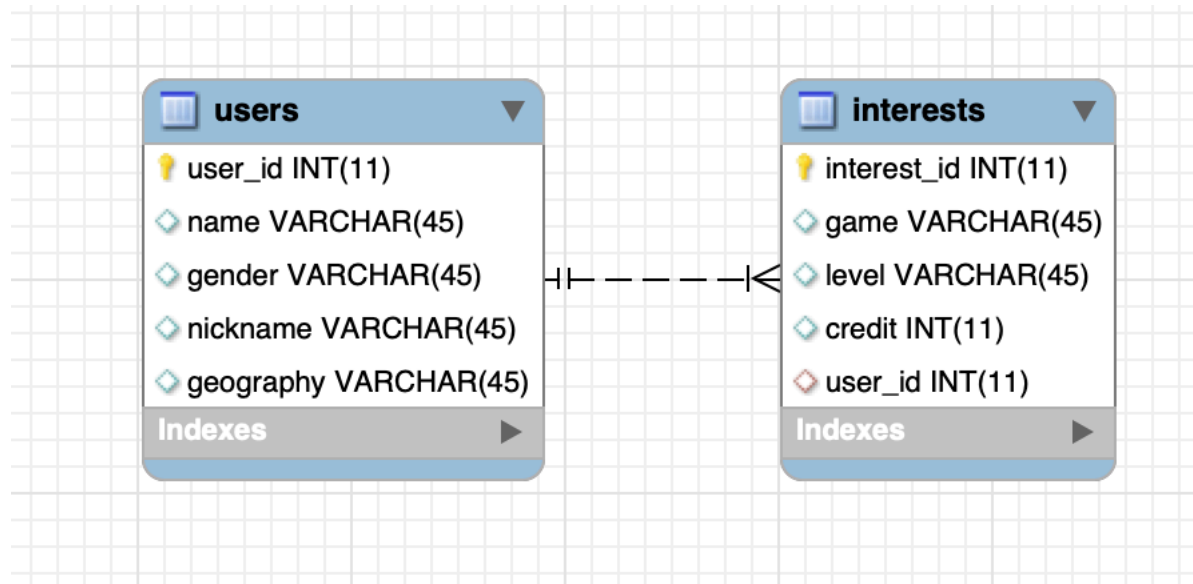 users
user_id INT(11)
name VARCHAR(45)
gender VARCHAR(45)
nickname VARCHAR(45)
geography VARCHAR(45)
Indexes
interests
interest_id INT(11)
game VARCHAR(45)
level VARCHAR(45)
credit INT(11)
user_id INT(11)
Indexes